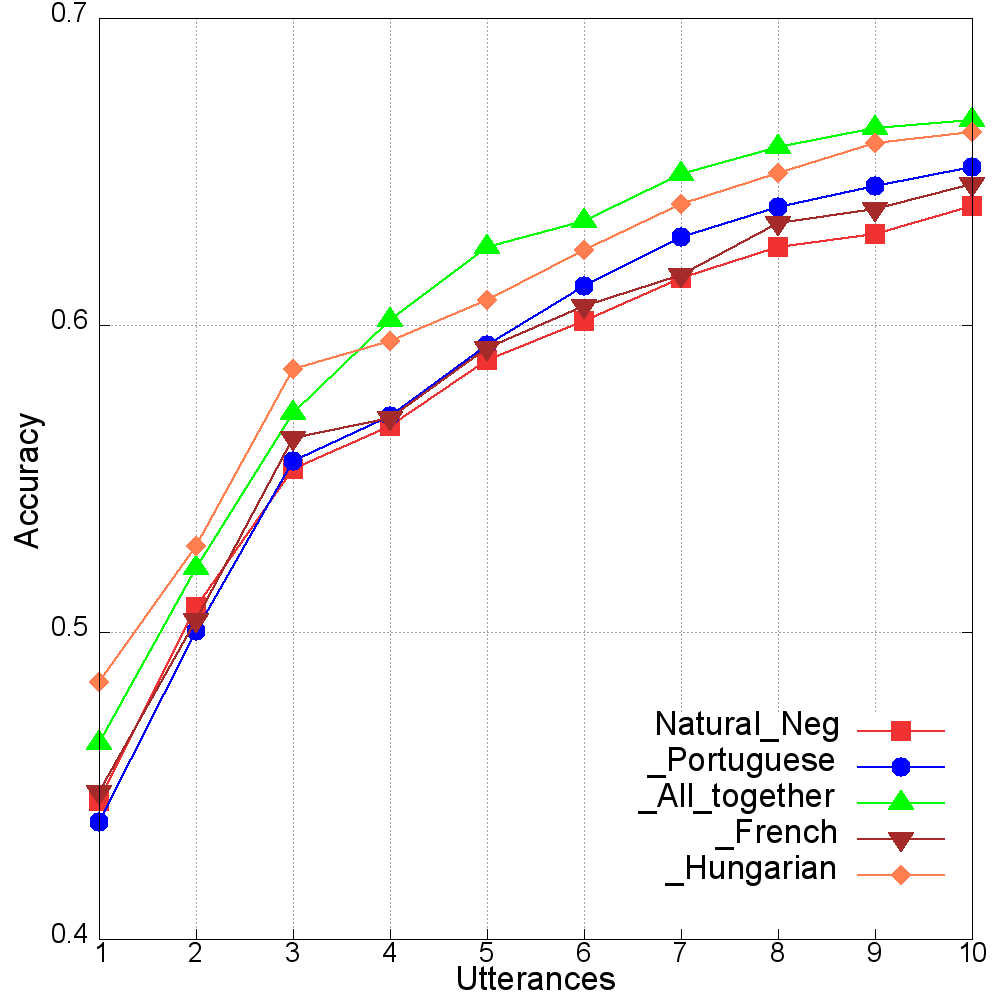 0.7
0.6
0.5
0.4
Accuracy
1 2 3 4 5 6 7 8 9 10
Utterances
Natural_Neg
_Portuguese
_All_together
_French
_Hungarian